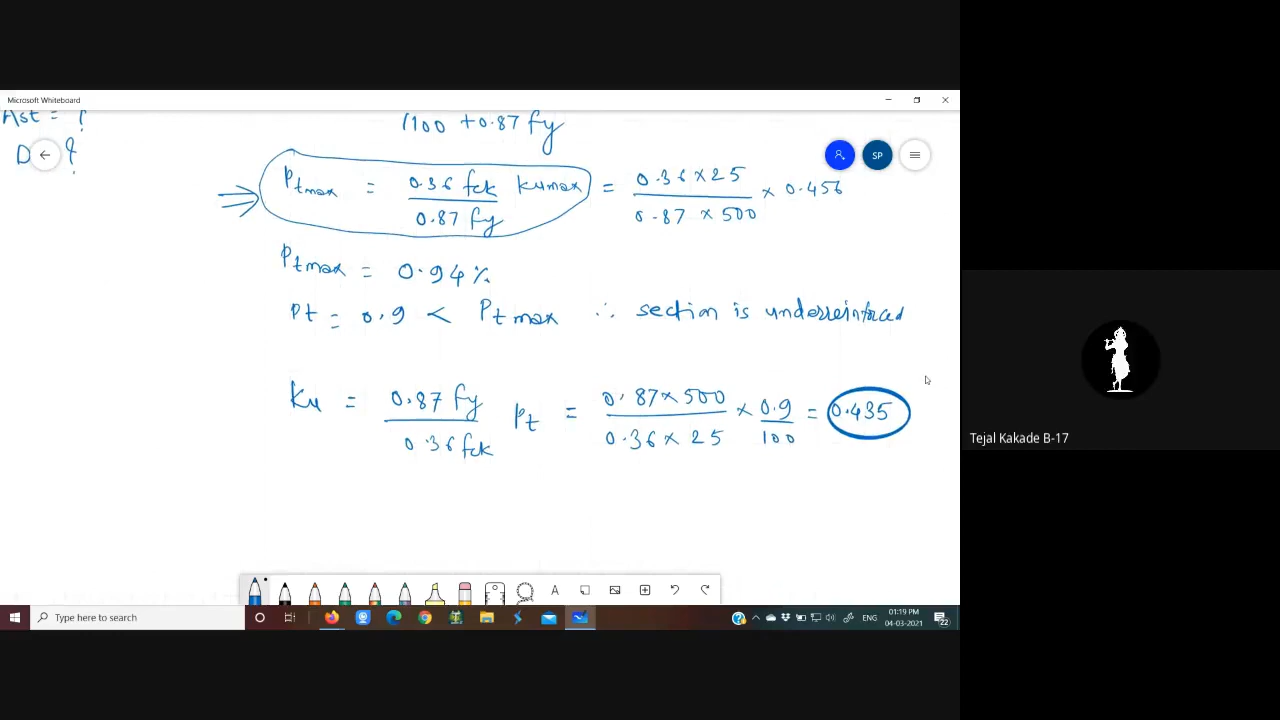 Microsoft Whiteboard
Ast = ?
1100 + 0.87 fy
D ?
SP
Ptmax = 0.36 fck / 0.87 fy kumax = 0.36 x 25 / 0.87 x 500 x 0.456
Ptmax = 0.94 %
Pt = 0.9 < Ptmax ∴ section is underreinforced
Ku = 0.87 fy / 0.36 fck Pt = 0.87 x 500 / 0.36 x 25 x 0.9 / 100 = 0.435
Tejal Kakade B-17
A
Type here to search
ENG
01:19 PM
04-03-2021
22